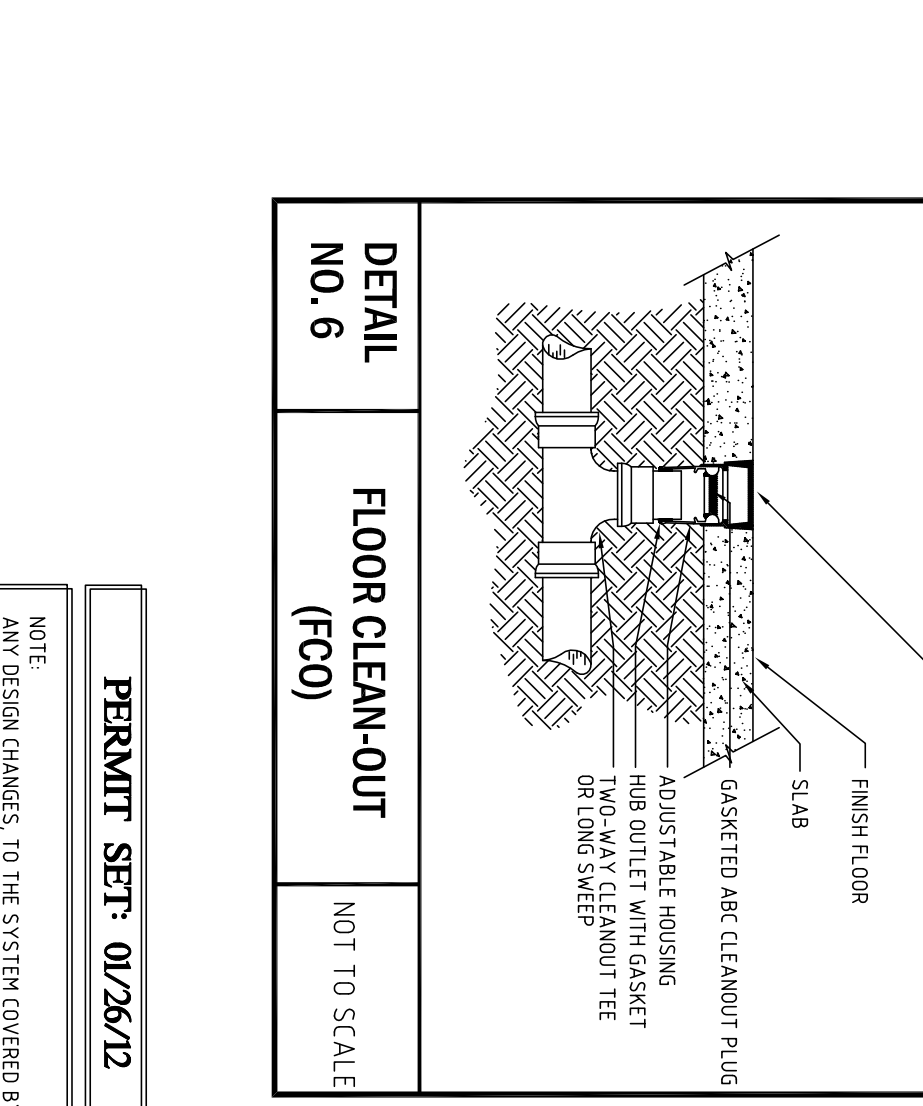 FINISH FLOOR
SLAB
GASKETED ABC CLEANOUT PLUG
ADJUSTABLE HOUSING
HUB OUTLET WITH GASKET
TWO-WAY CLEANOUT TEE
OR LONG SWEEP
DETAIL
NO. 6
FLOOR CLEAN-OUT
(FCO)
NOT TO SCALE
PERMIT SET: 01/26/12
NOTE:
ANY DESIGN CHANGES, TO THE SYSTEM COVERED